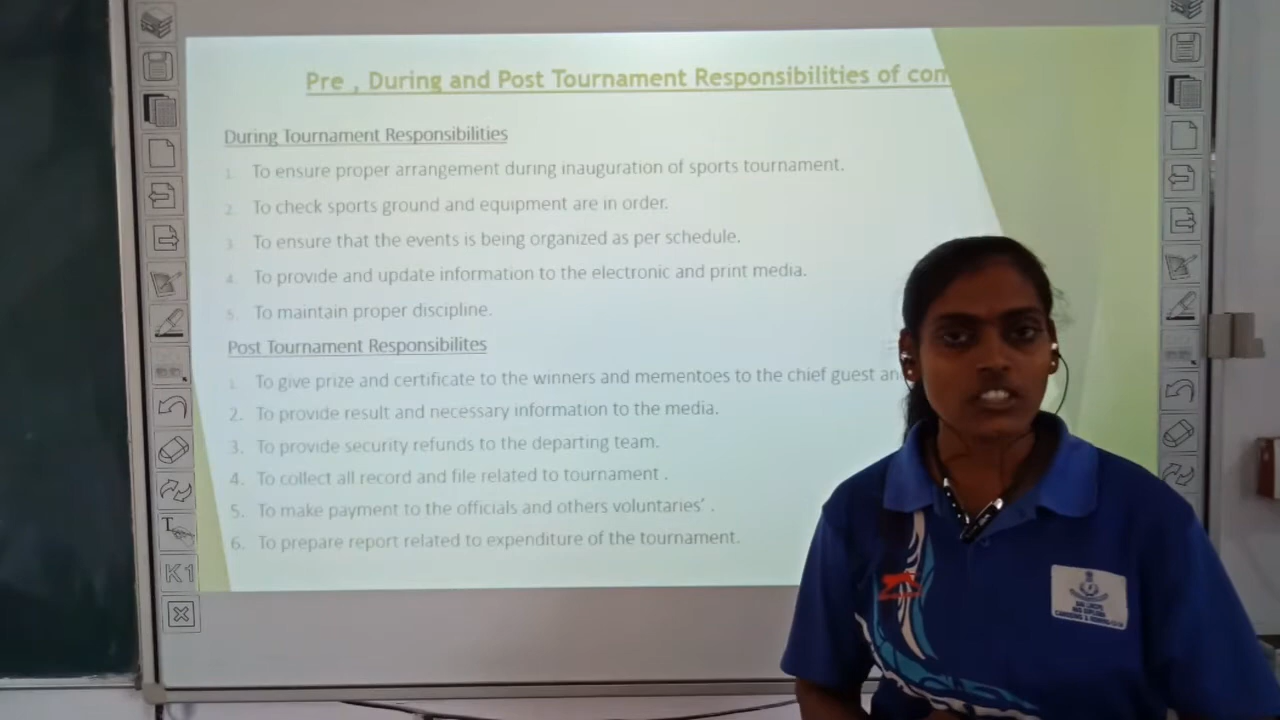 Pre , During and Post Tournament Responsibilities of com
During Tournament Responsibilities
1. To ensure proper arrangement during inauguration of sports tournament.
2. To check sports ground and equipment are in order.
3. To ensure that the events is being organized as per schedule.
4. To provide and update information to the electronic and print media.
5. To maintain proper discipline.
Post Tournament Responsibilites
1. To give prize and certificate to the winners and mementoes to the chief guest an
2. To provide result and necessary information to the media.
3. To provide security refunds to the departing team.
4. To collect all record and file related to tournament .
5. To make payment to the officials and others voluntaries’ .
6. To prepare report related to expenditure of the tournament.
T
K1